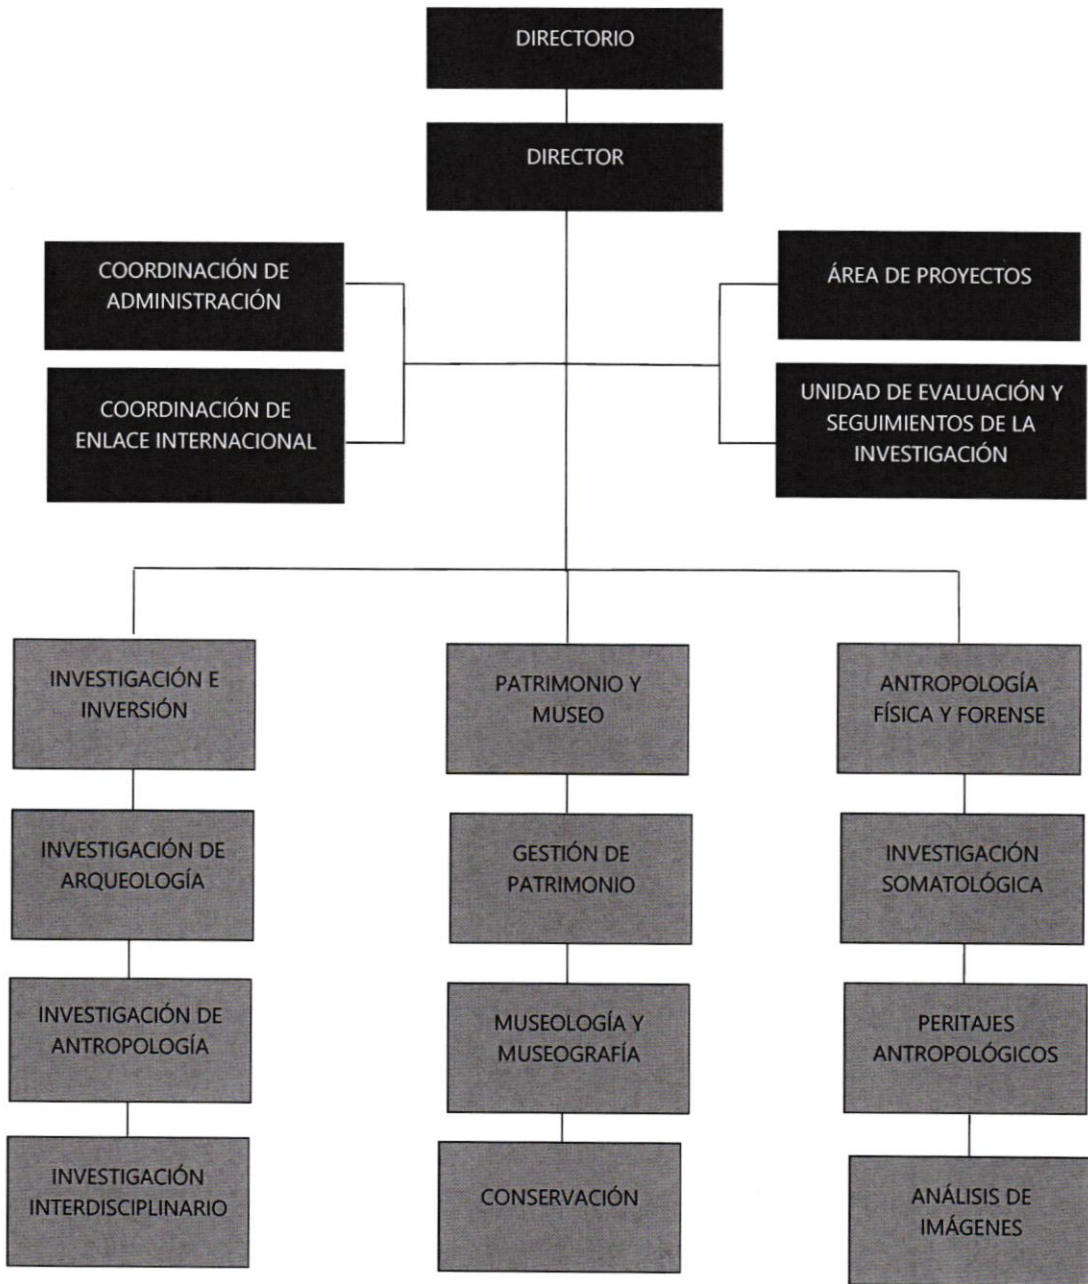 DIRECTORIO
DIRECTOR
COORDINACIÓN DE
ADMINISTRACIÓN
ÁREA DE PROYECTOS
COORDINACIÓN DE
ENLACE INTERNACIONAL
UNIDAD DE EVALUACIÓN Y
SEGUIMIENTOS DE LA
INVESTIGACIÓN
INVESTIGACIÓN E
INVERSIÓN
PATRIMONIO Y
MUSEO
ANTROPOLOGÍA
FÍSICA Y FORENSE
INVESTIGACIÓN DE
ARQUEOLOGÍA
GESTIÓN DE
PATRIMONIO
INVESTIGACIÓN
SOMATOLÓGICA
INVESTIGACIÓN DE
ANTROPOLOGÍA
MUSEOLOGÍA Y
MUSEOGRAFÍA
PERITAJES
ANTROPOLÓGICOS
INVESTIGACIÓN
INTERDISCIPLINARIO
CONSERVACIÓN
ANÁLISIS DE
IMÁGENES